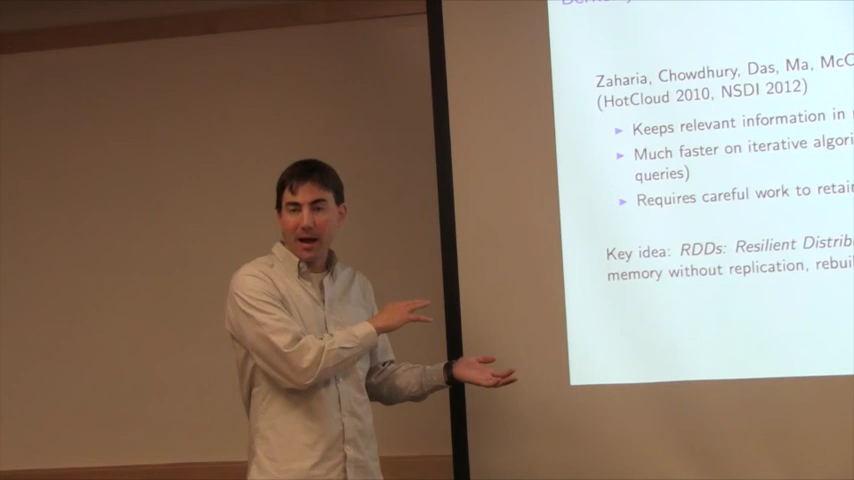 Zaharia, Chowdhury, Das, Ma, McC
(HotCloud 2010, NSDI 2012)
► Keeps relevant information in
► Much faster on iterative algori
queries)
► Requires careful work to retain
Key idea: RDDs: Resilient Distrib
memory without replication, rebui